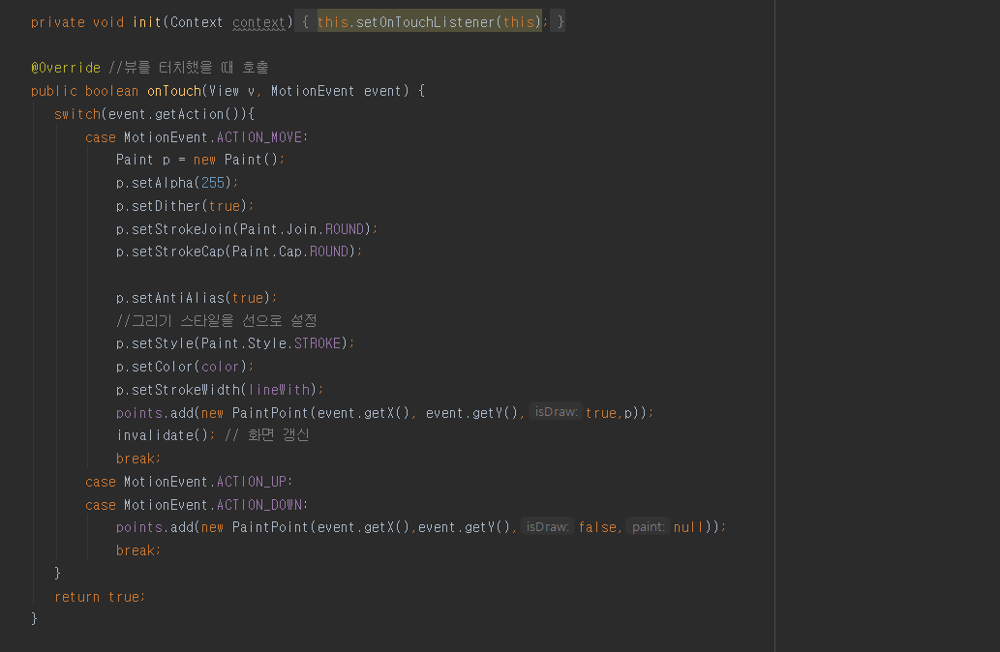 private void init(Context context) { this.setOnTouchListener(this); }
@Override //뷰를 터치했을 때 호출
public boolean onTouch(View v, MotionEvent event) {
switch(event.getAction()){
case MotionEvent.ACTION_MOVE:
Paint p = new Paint();
p.setAlpha(255);
p.setDither(true);
p.setStrokeJoin(Paint.Join.ROUND);
p.setStrokeCap(Paint.Cap.ROUND);
p.setAntiAlias(true);
//그리기 스타일을 선으로 설정
p.setStyle(Paint.Style.STROKE);
p.setColor(color);
p.setStrokeWidth(lineWith);
points.add(new PaintPoint(event.getX(), event.getY(), isDraw: true,p));
invalidate(); // 화면 갱신
break;
case MotionEvent.ACTION_UP:
case MotionEvent.ACTION_DOWN:
points.add(new PaintPoint(event.getX(),event.getY(), isDraw: false, paint: null));
break;
}
return true;
}